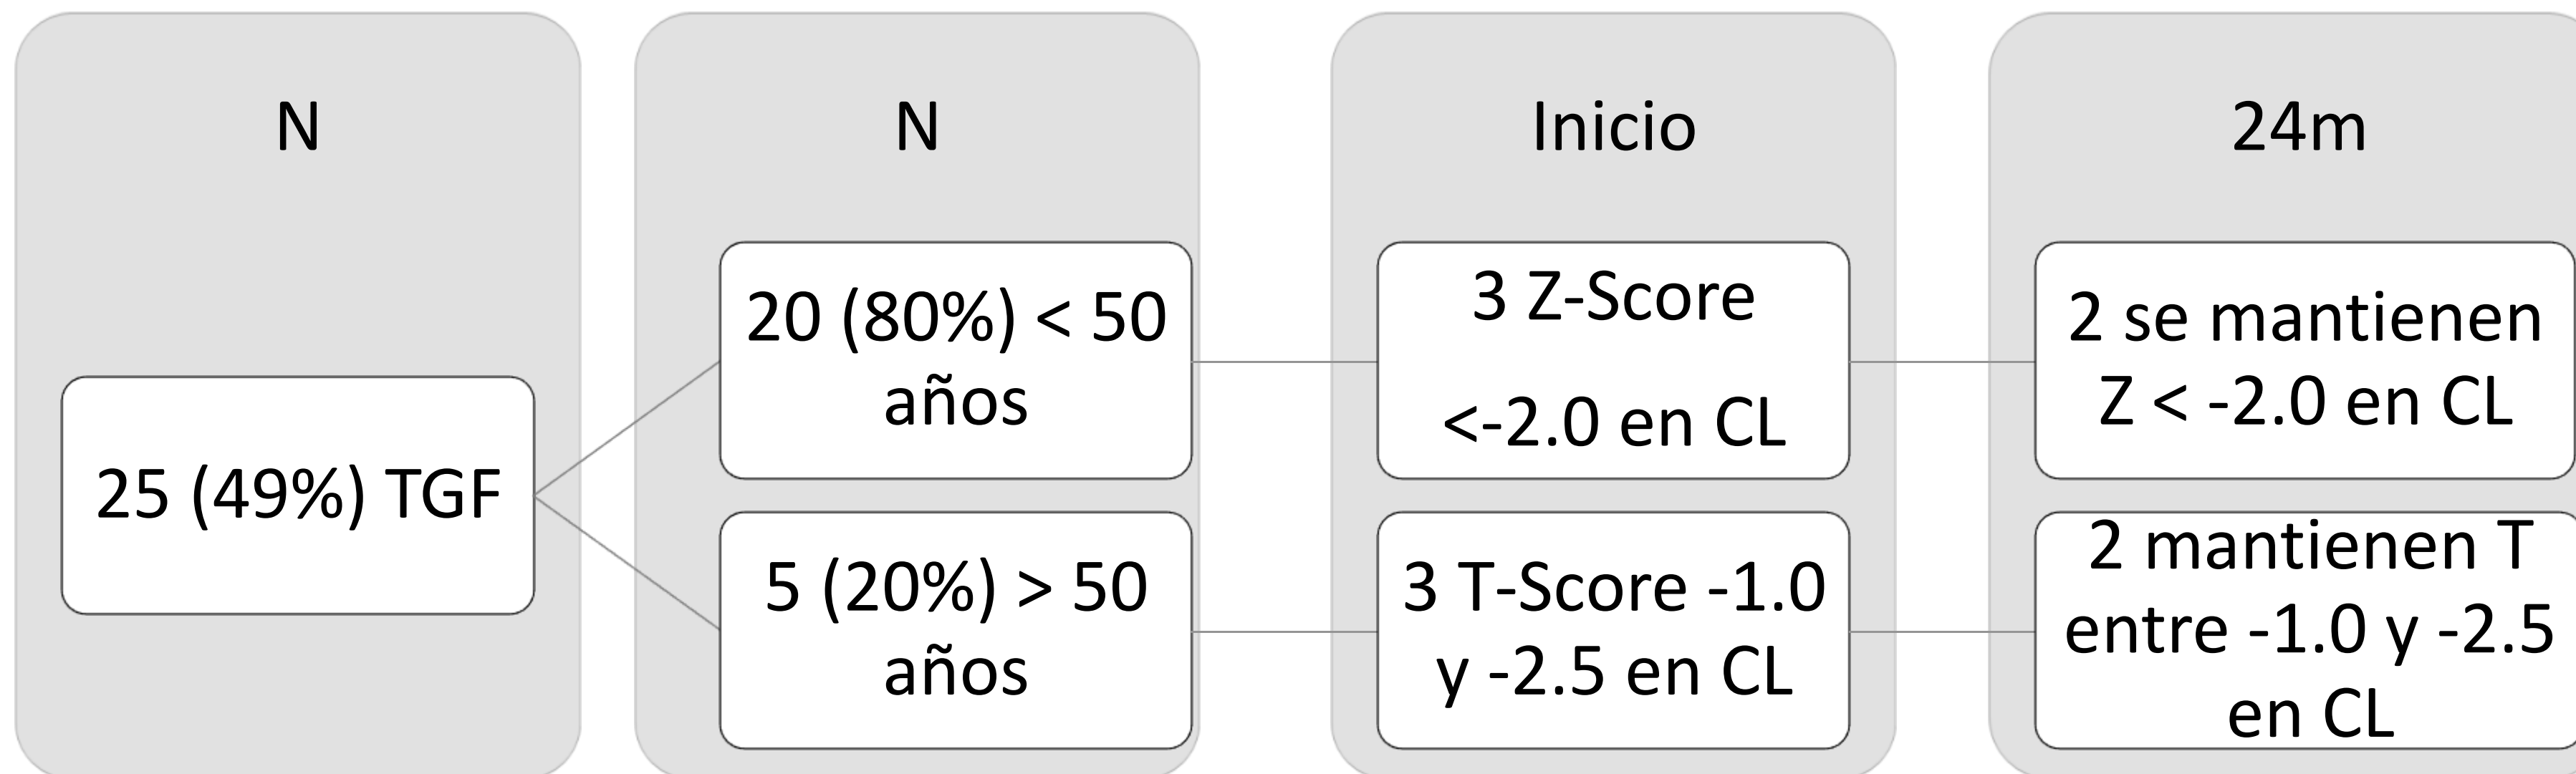 N
25 (49%) TGF
N
20 (80%) < 50
años
5 (20%) > 50
años
Inicio
3 Z-Score
<-2.0 en CL
3 T-Score -1.0
y -2.5 en CL
24m
2 se mantienen
Z < -2.0 en CL
2 mantienen T
entre -1.0 y -2.5
en CL